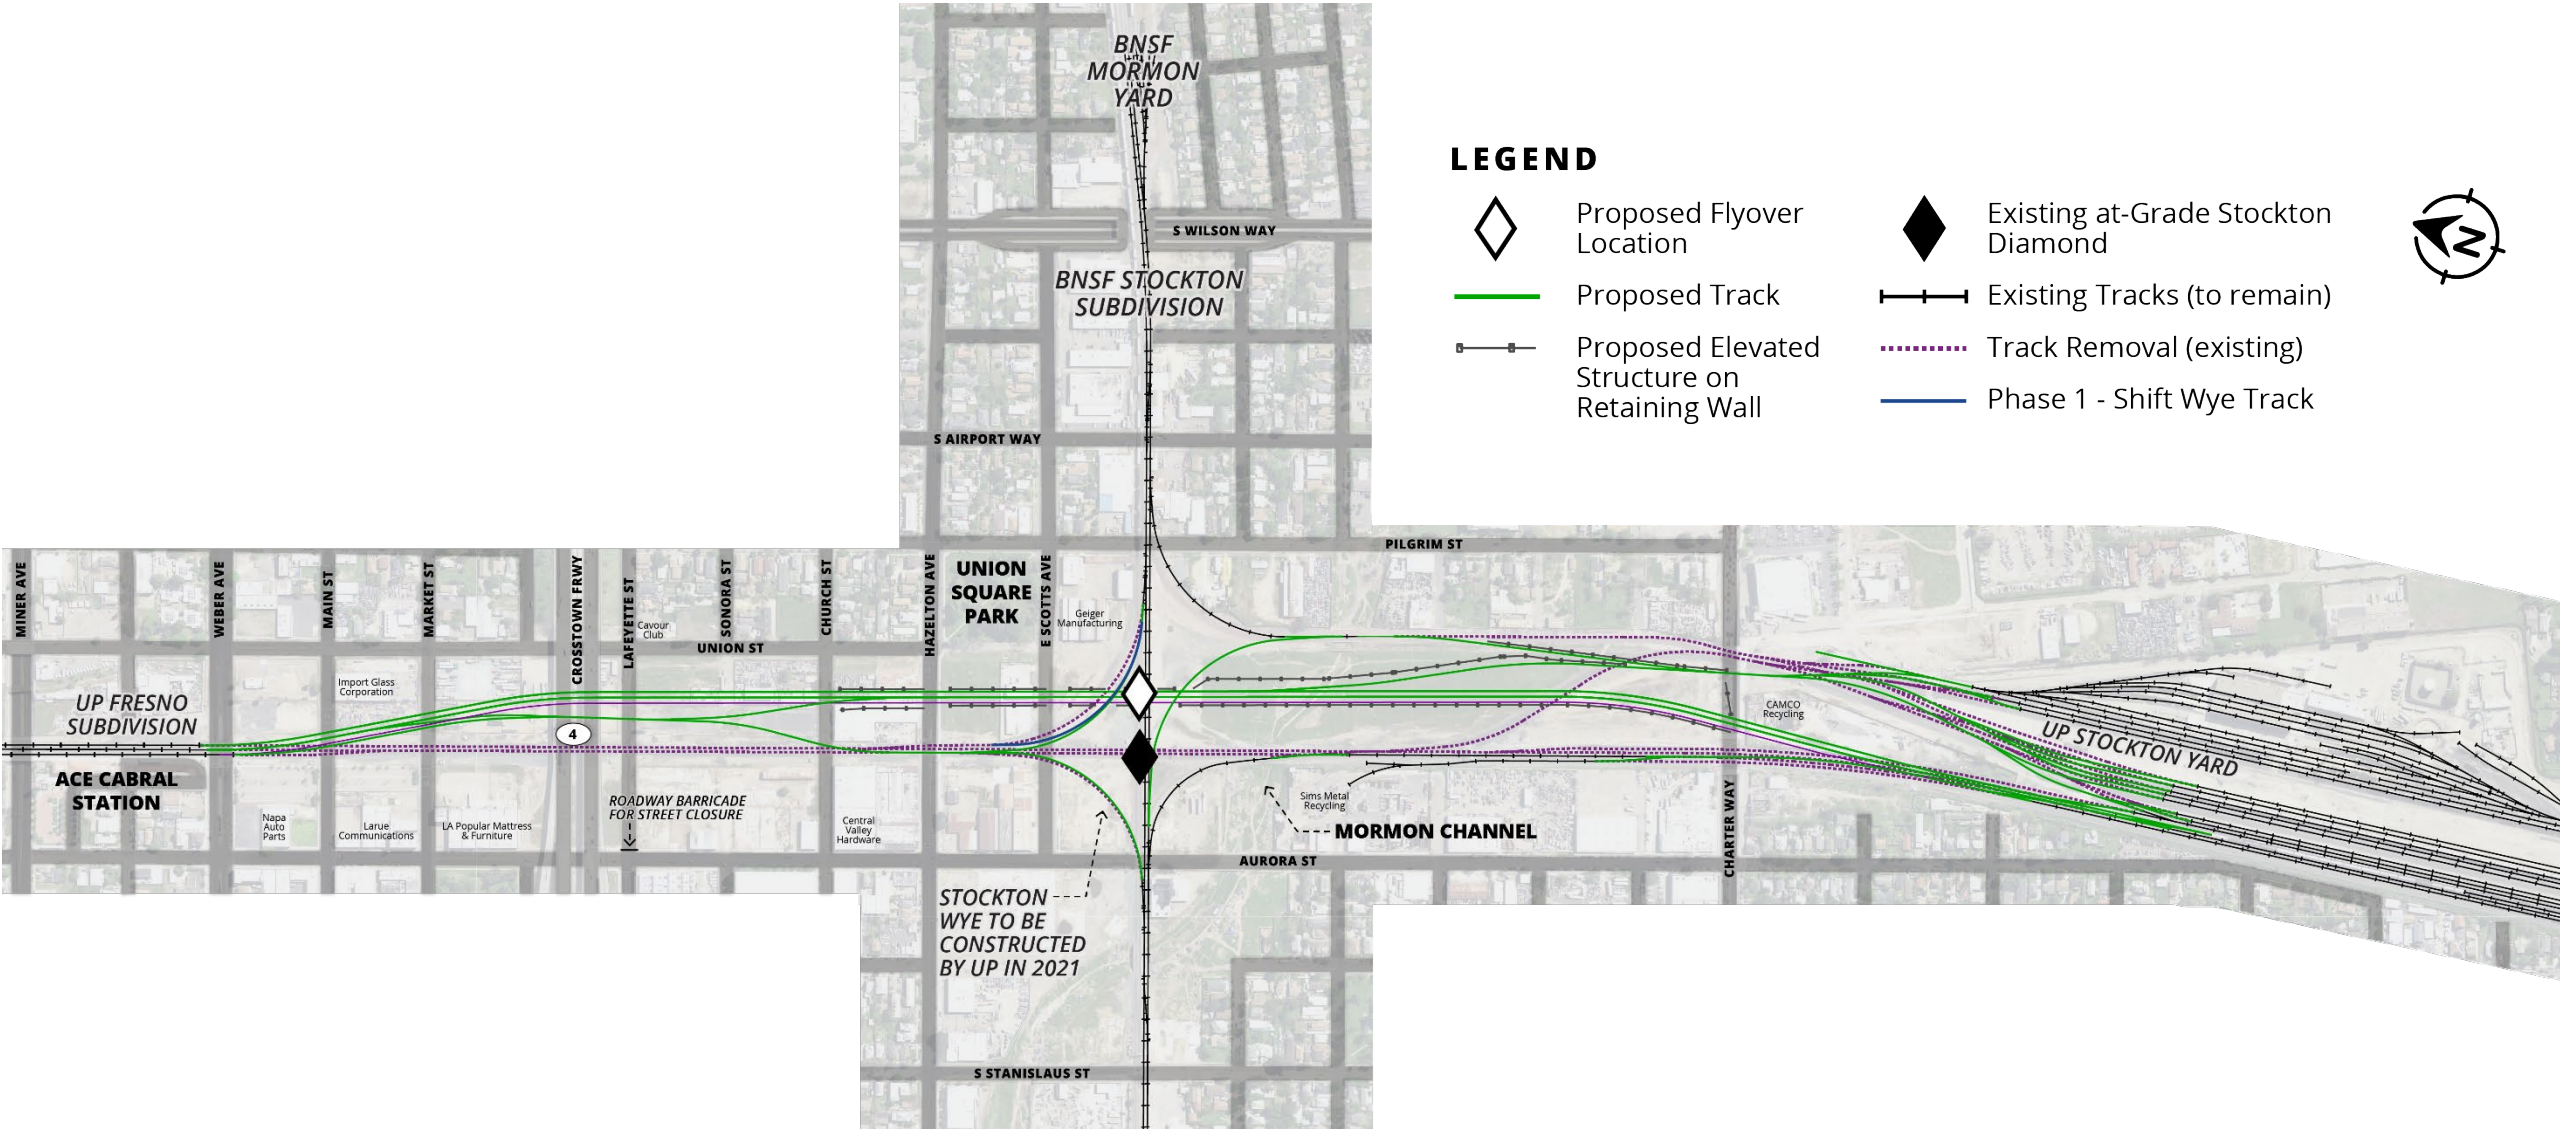 BNSF
MORMON
YARD
S WILSON WAY
BNSF STOCKTON
SUBDIVISION
S AIRPORT WAY
LEGEND
Proposed Flyover
Location
Proposed Track
Proposed Elevated
Structure on
Retaining Wall
Existing at-Grade Stockton
Diamond
Existing Tracks (to remain)
Track Removal (existing)
Phase 1 - Shift Wye Track
N
PILGRIM ST
MINER AVE
WEBER AVE
MAIN ST
MARKET ST
CROSSTOWN FRWY
LAFEYETTE ST
Cavour
Club
SONORA ST
CHURCH ST
HAZELTON AVE
UNION
SQUARE
PARK
E SCOTTS AVE
Geiger
Manufacturing
UNION ST
Import Glass
Corporation
UP FRESNO
SUBDIVISION
4
CAMCO
Recycling
UP STOCKTON YARD
ACE CABRAL
STATION
ROADWAY BARRICADE
FOR STREET CLOSURE
Napa
Auto
Parts
Larue
Communications
LA Popular Mattress
& Furniture
Central
Valley
Hardware
Sims Metal
Recycling
MORMON CHANNEL
CHARTER WAY
AURORA ST
STOCKTON
WYE TO BE
CONSTRUCTED
BY UP IN 2021
S STANISLAUS ST